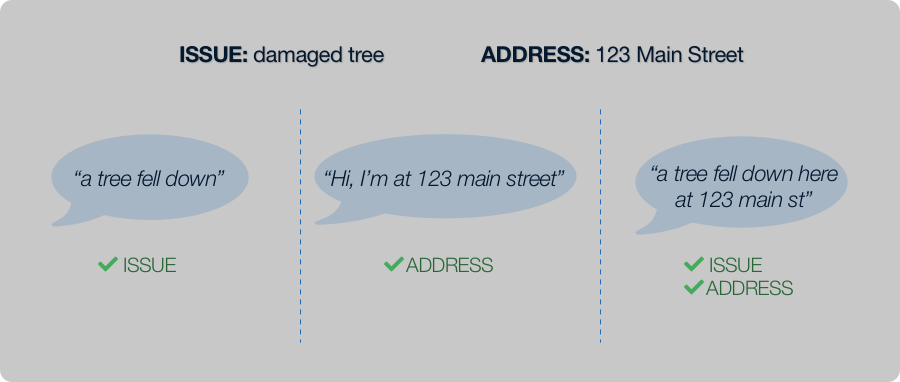 ISSUE: damaged tree
ADDRESS: 123 Main Street
“a tree fell down”
✔ ISSUE
“Hi, I’m at 123 main street”
✔ ADDRESS
“a tree fell down here
at 123 main st”
✔ ISSUE
✔ ADDRESS